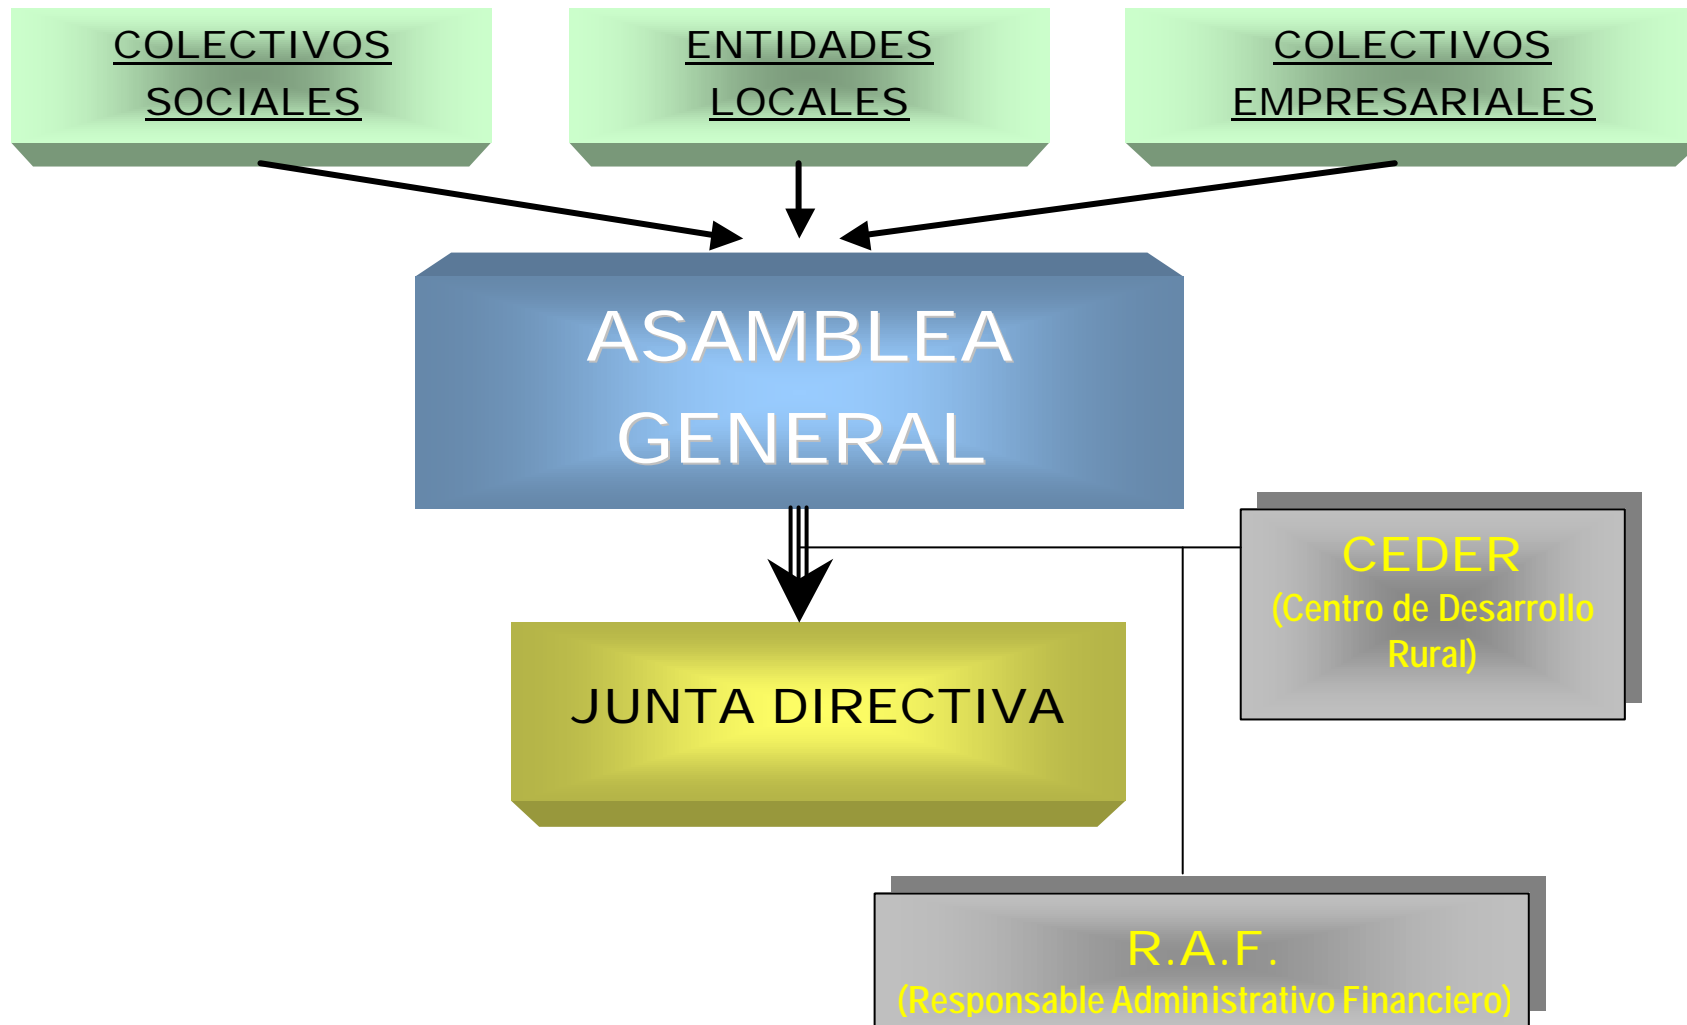 COLECTIVOS
SOCIALES
ENTIDADES
LOCALES
COLECTIVOS
EMPRESARIALES
ASAMBLEA
GENERAL
CEDER
(Centro de Desarrollo
Rural)
JUNTA DIRECTIVA
R.A.F.
(Responsable Administrativo Financiero)